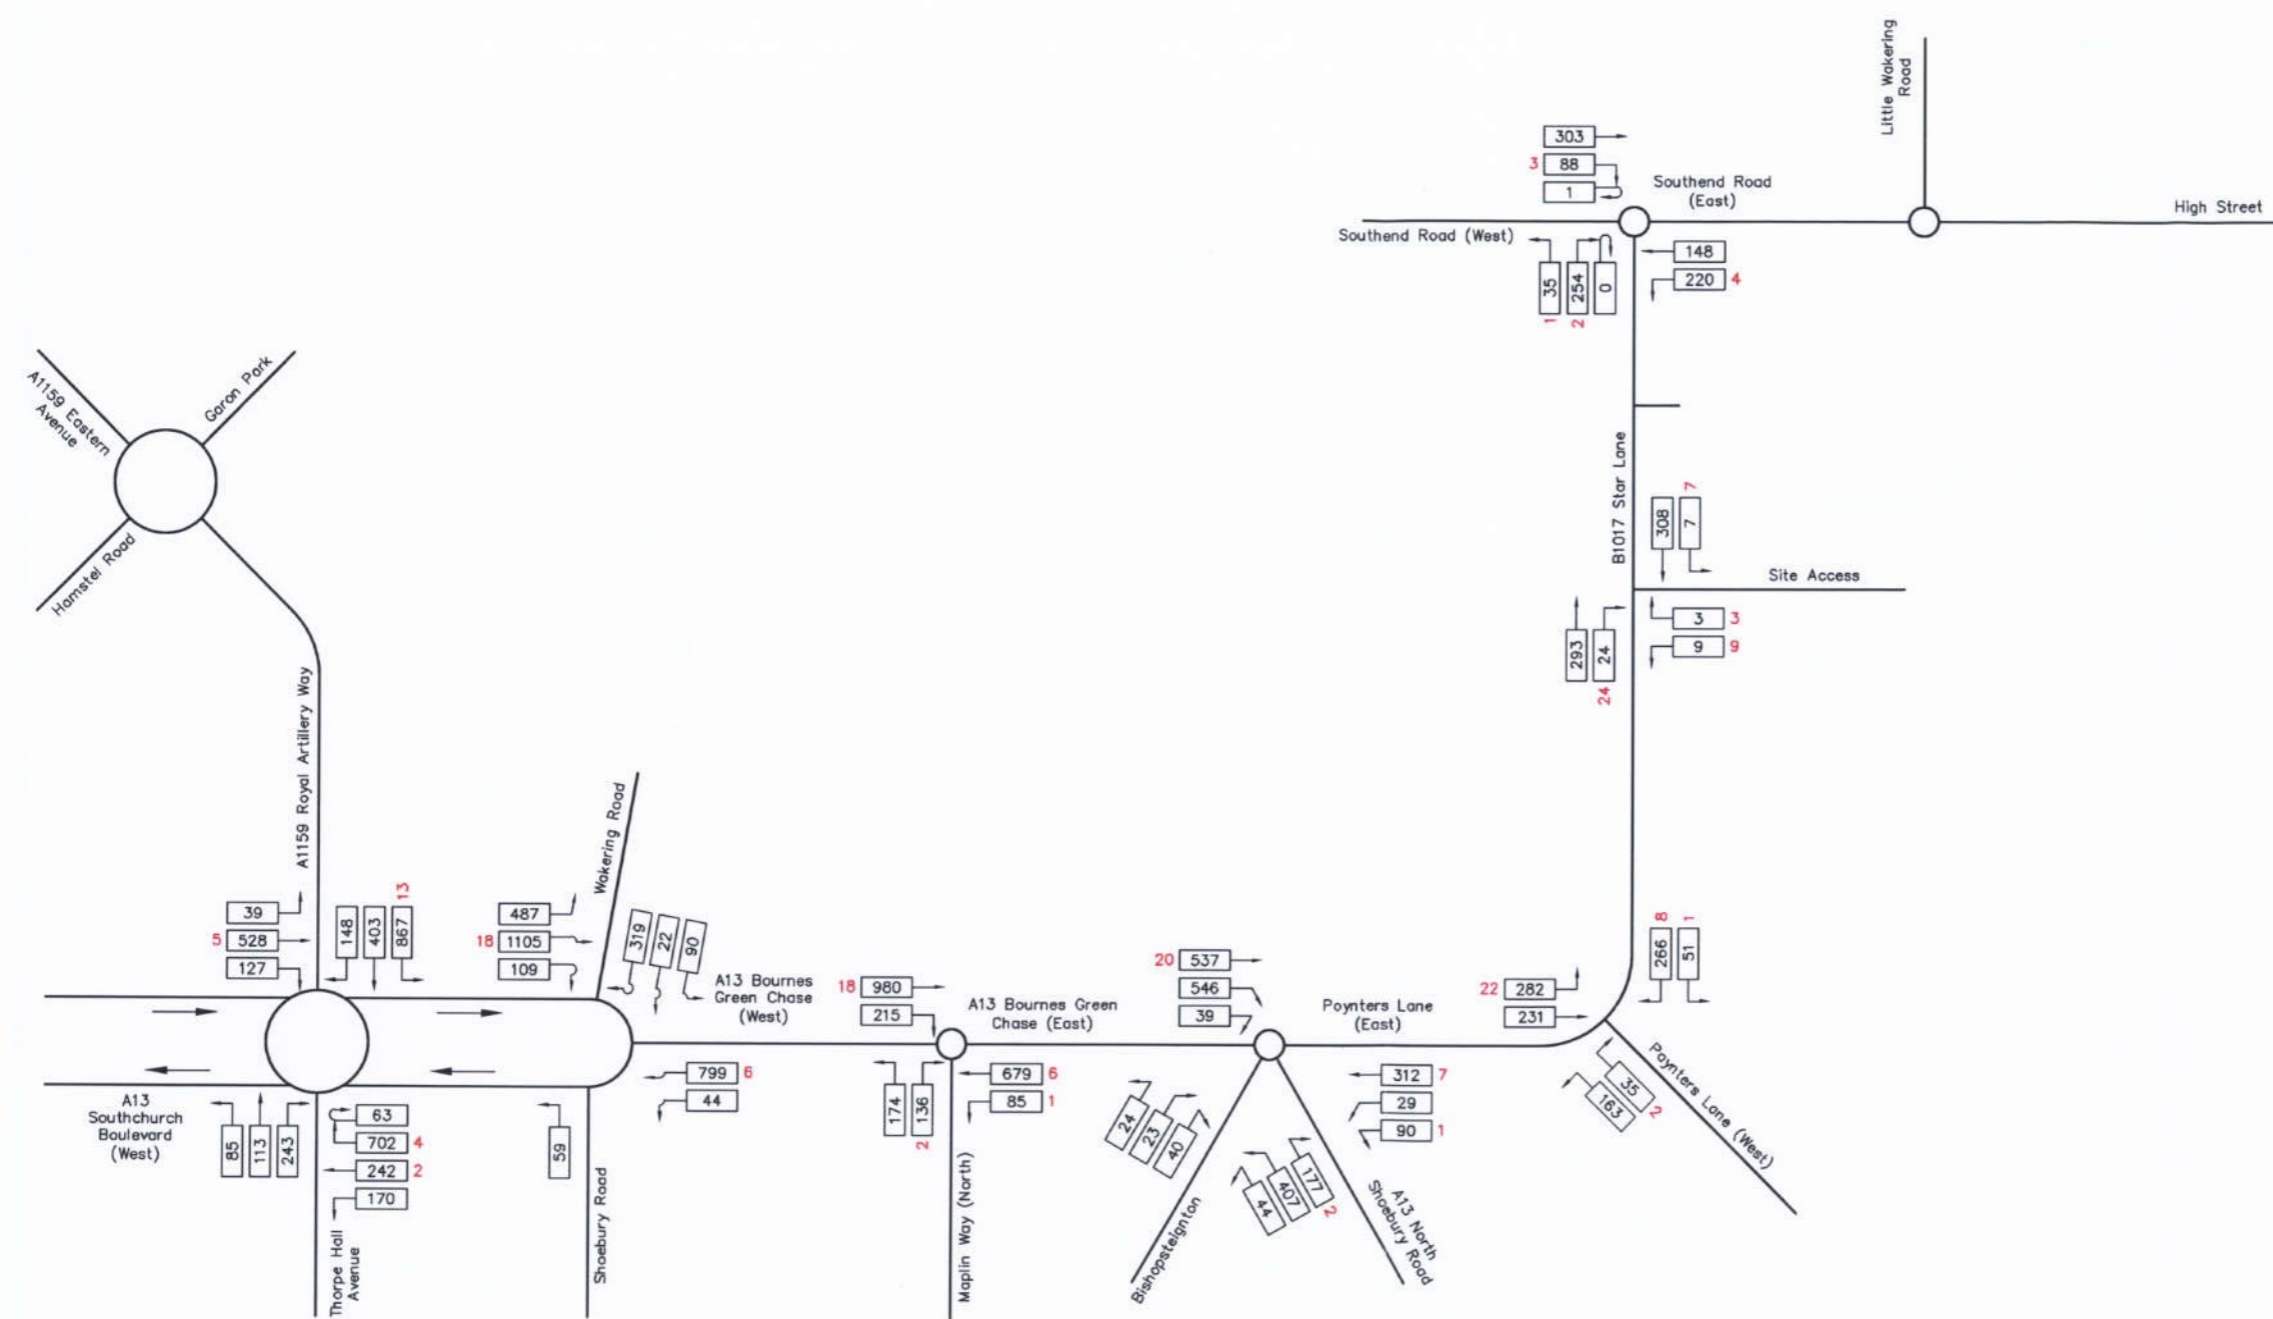 Little Wakering
Road
303
3 88
1
Southend Road
(East)
High Street
Southend Road (West)
35
1
254
2
0
148
220 4
A1159 Eastern
Avenue
Garon Park
Hamstel Road
B1017 Star Lane
308
7
7
Site Access
293
24
24
3 3
9 9
A1159 Royal Artillery Way
Wakering Road
39
5 528
127
148
403
13
867
487
18 1105
109
319
22
90
A13 Bournes
Green Chase
(West)
18 980
215
A13 Bournes Green
Chase (East)
20 537
546
39
Poynters Lane
(East)
22 282
231
8
266
1
51
Poynters Lane (West)
35
2
163
A13
Southchurch
Boulevard
(West)
85
113
243
63
702 4
242 2
170
Thorpe Hall
Avenue
59
Shoebury Road
799 6
44
174
136
2
679 6
85 1
Maplin Way (North)
24
23
40
Bishopsteignton
44
407
177
2
312 7
29
90 1
A13 North
Shoebury Road